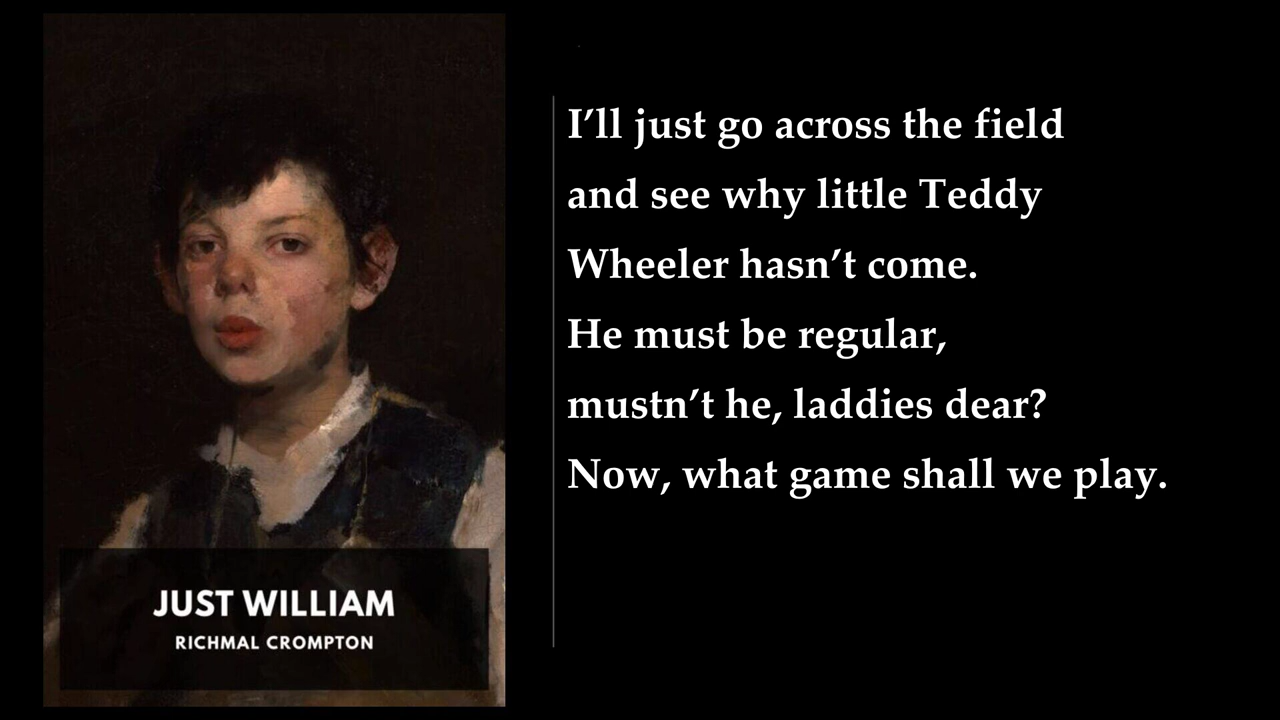 I’ll just go across the field
and see why little Teddy
Wheeler hasn’t come.
He must be regular,
mustn’t he, laddies dear?
Now, what game shall we play.
JUST WILLIAM
RICHMAL CROMPTON